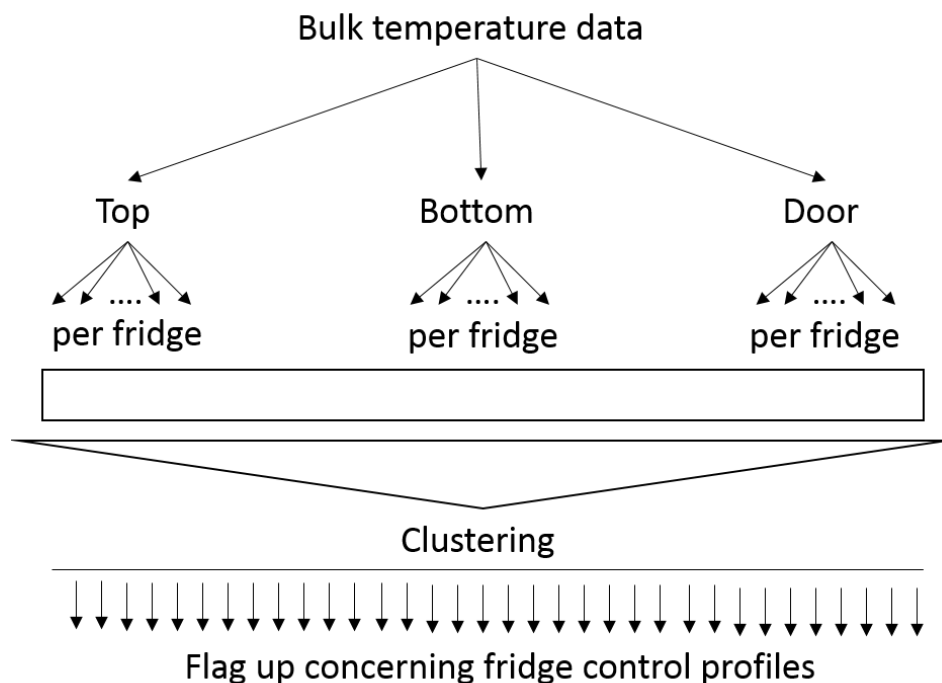 Bulk temperature data
Top Bottom Door
.... .... ....
per fridge per fridge per fridge
Clustering
Flag up concerning fridge control profiles